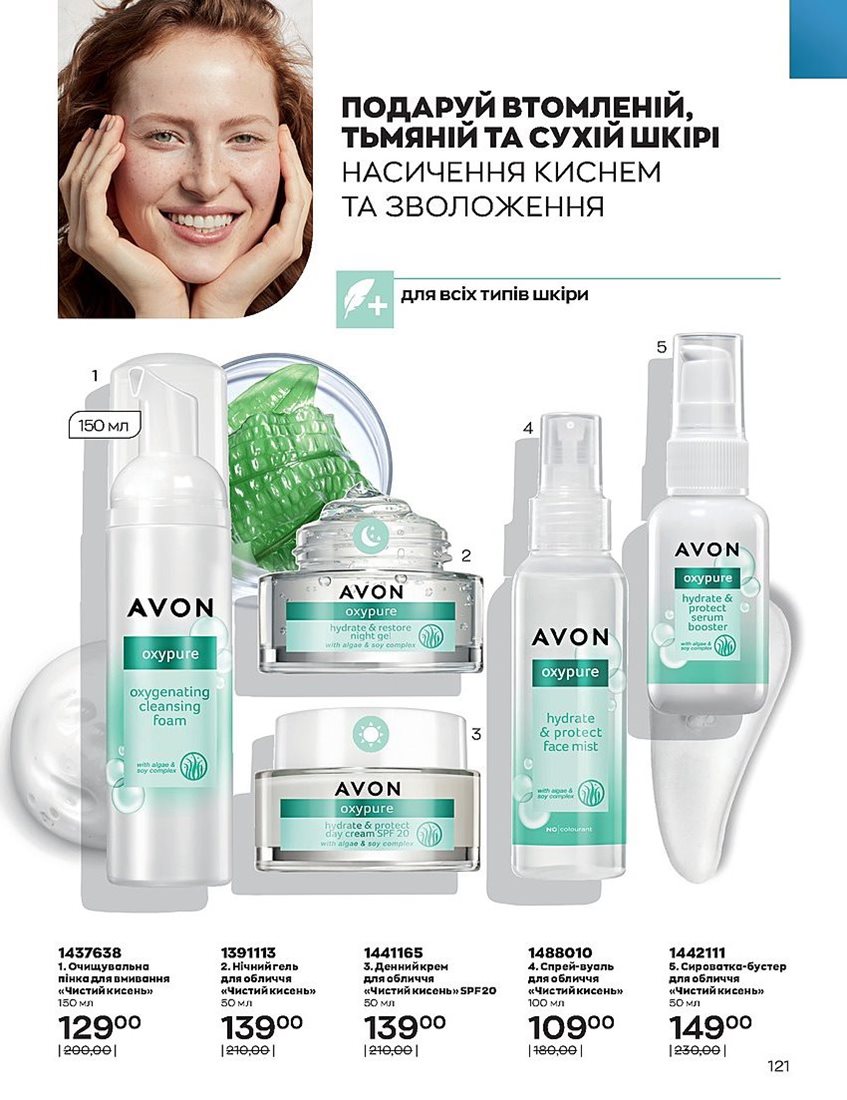 ПОДАРУЙ ВТОМЛЕНІЙ,
ТЬМЯНІЙ ТА СУХІЙ ШКІРІ
НАСИЧЕННЯ КИСНЕМ
ТА ЗВОЛОЖЕННЯ
для всіх типів шкіри
1
150 мл
AVON
oxypure
oxygenating
cleansing
foam
with algae &
soy complex
2
AVON
oxypure
hydrate & restore
night gel
with algae & soy complex
3
AVON
oxypure
hydrate & protect
day cream SPF 20
with algae & soy complex
4
AVON
oxypure
hydrate
& protect
face mist
with algae &
soy complex
NO colourant
5
AVON
oxypure
hydrate &
protect
serum
booster
with algae &
soy complex
1437638
1. Очищувальна
пінка для вмивання
«Чистий кисень»
150 мл
129⁰⁰
|200,00|
1391113
2. Нічний гель
для обличчя
«Чистий кисень»
50 мл
139⁰⁰
|210,00|
1441165
3. Денний крем
для обличчя
«Чистий кисень» SPF20
50 мл
139⁰⁰
|210,00|
1488010
4. Спрей-вуаль
для обличчя
«Чистий кисень»
100 мл
109⁰⁰
|180,00|
1442111
5. Сироватка-бустер
для обличчя
«Чистий кисень»
50 мл
149⁰⁰
|230,00|
121